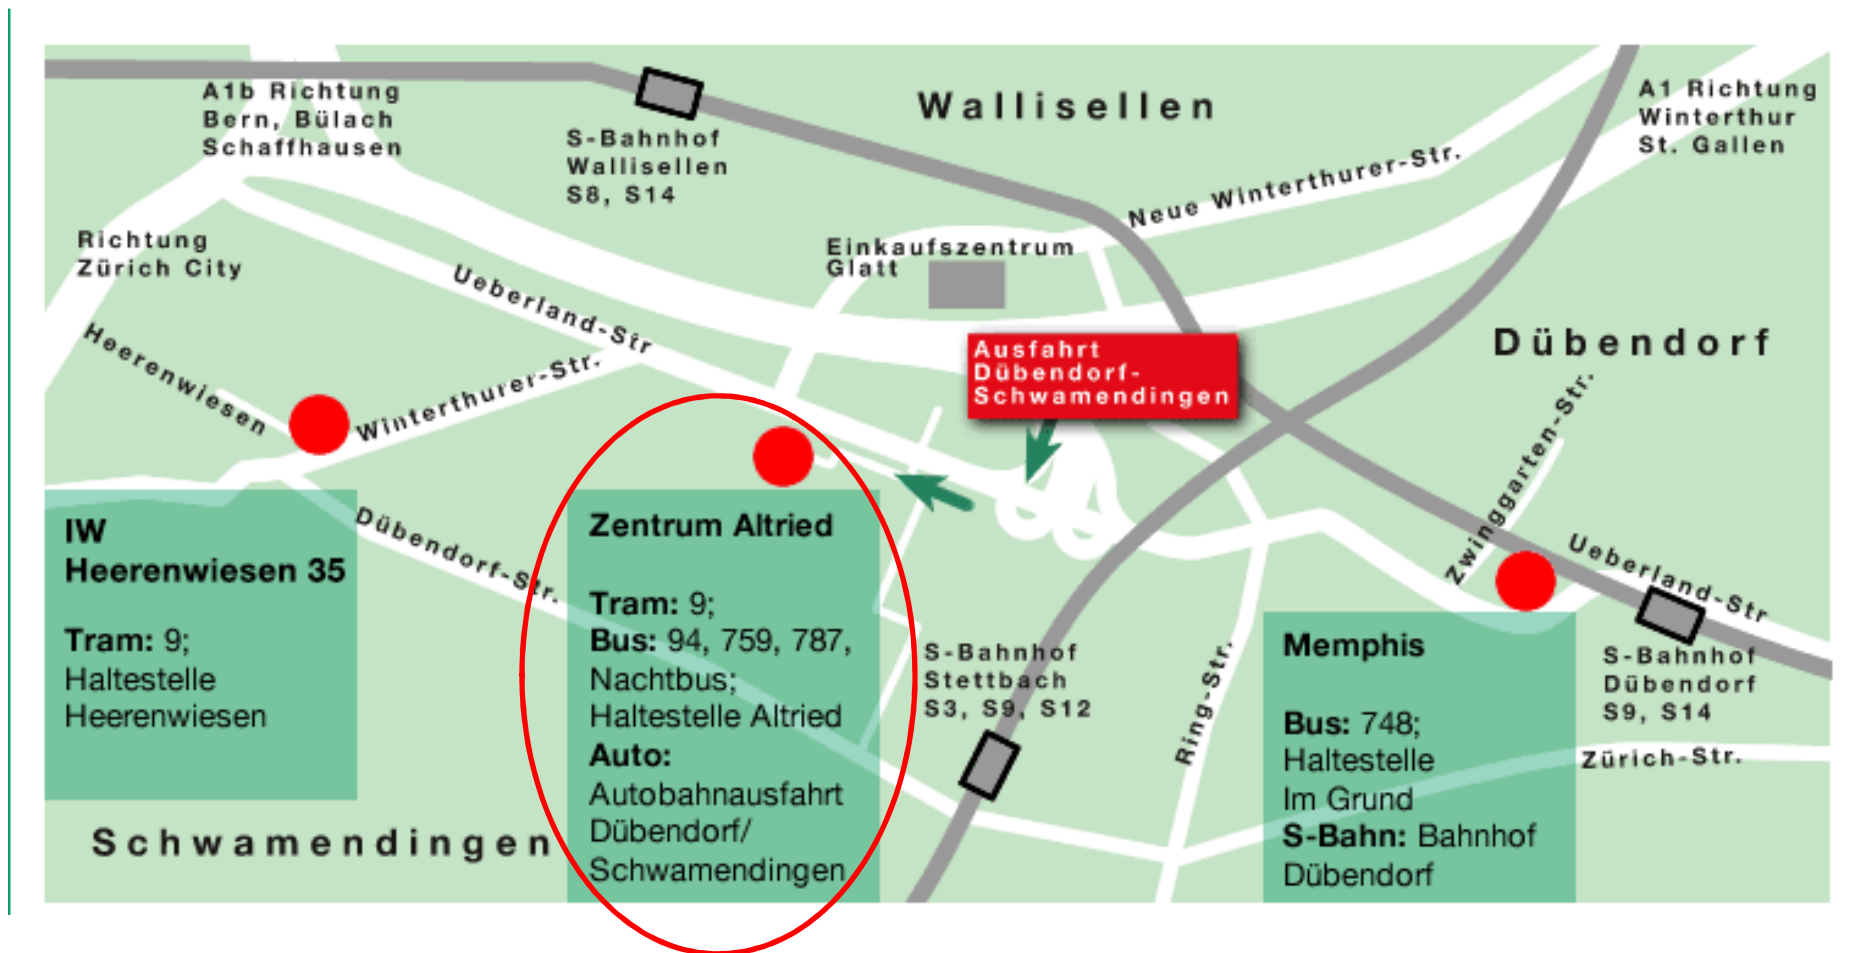 A1b Richtung
Bern, Bülach
Schaffhausen
S-Bahnhof
Wallisellen
S8, S14
Wallisellen
A1 Richtung
Winterthur
St. Gallen
Neue Winterthurer-Str.
Richtung
Zürich City
Einkaufszentrum
Glatt
Ueberland-Str
Heerenwiesen
Winterthurer-Str.
Ausfahrt
Dübendorf-
Schwamendingen
Dübendorf
Zwinggarten-Str.
IW
Heerenwiesen 35
Tram: 9;
Haltestelle
Heerenwiesen
Dübendorf-Str.
Zentrum Altried
Tram: 9;
Bus: 94, 759, 787,
Nachtbus;
Haltestelle Altried
Auto:
Autobahnausfahrt
Dübendorf/
Schwamendingen
S-Bahnhof
Stettbach
S3, S9, S12
Ring-Str.
Ueberland-Str
Memphis
Bus: 748;
Haltestelle
Im Grund
S-Bahn: Bahnhof
Dübendorf
S-Bahnhof
Dübendorf
S9, S14
Zürich-Str.
Schwamendingen